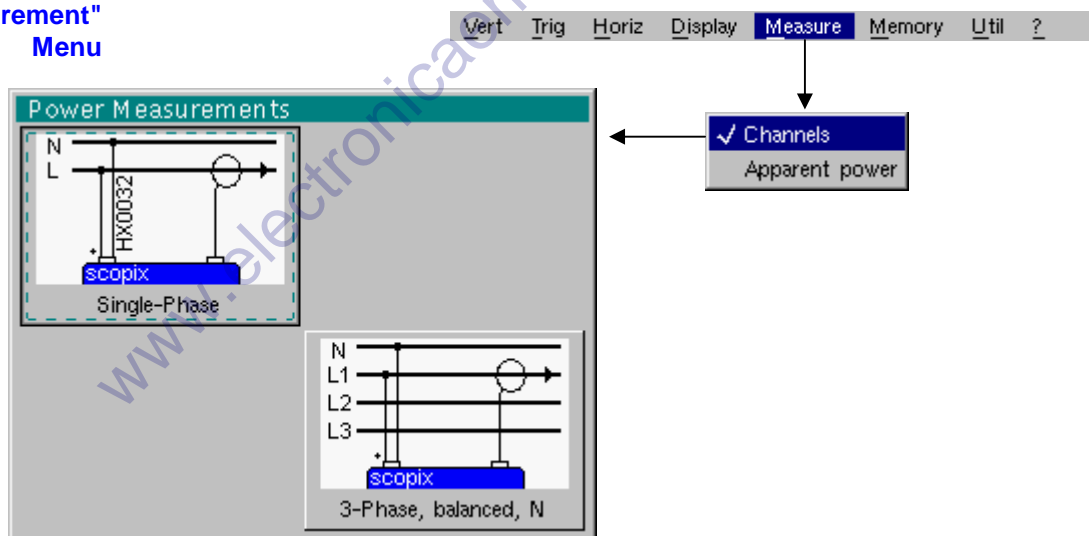 rement"
Menu
Vert Trig Horiz Display Measure Memory Util ?
Power Measurements
✓ Channels
Apparent power
N
L
HX0032
+
scopix
Single-Phase
N
L1
L2
L3
+
scopix
3-Phase, balanced, N
www.electronicaen